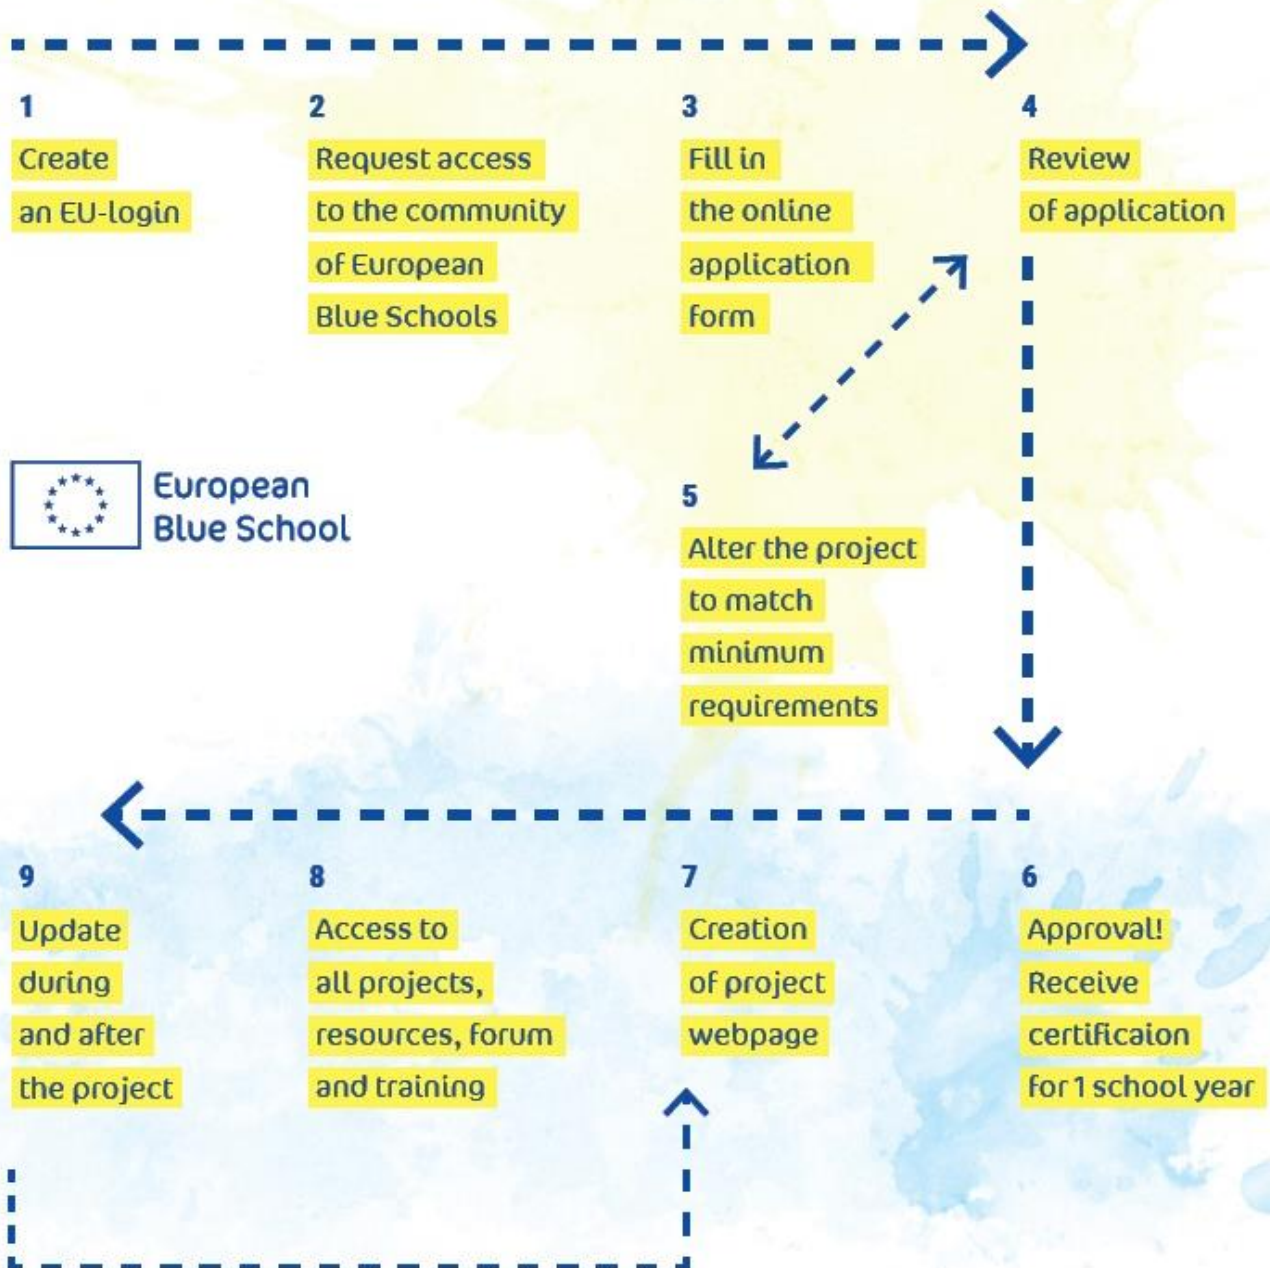 1
Create
an EU-login
2
Request access
to the community
of European
Blue Schools
3
Fill in
the online
application
form
4
Review
of application
European
Blue School
5
Alter the project
to match
minimum
requirements
9
Update
during
and after
the project
8
Access to
all projects,
resources, forum
and training
7
Creation
of project
webpage
6
Approval!
Receive
certificaion
for 1 school year